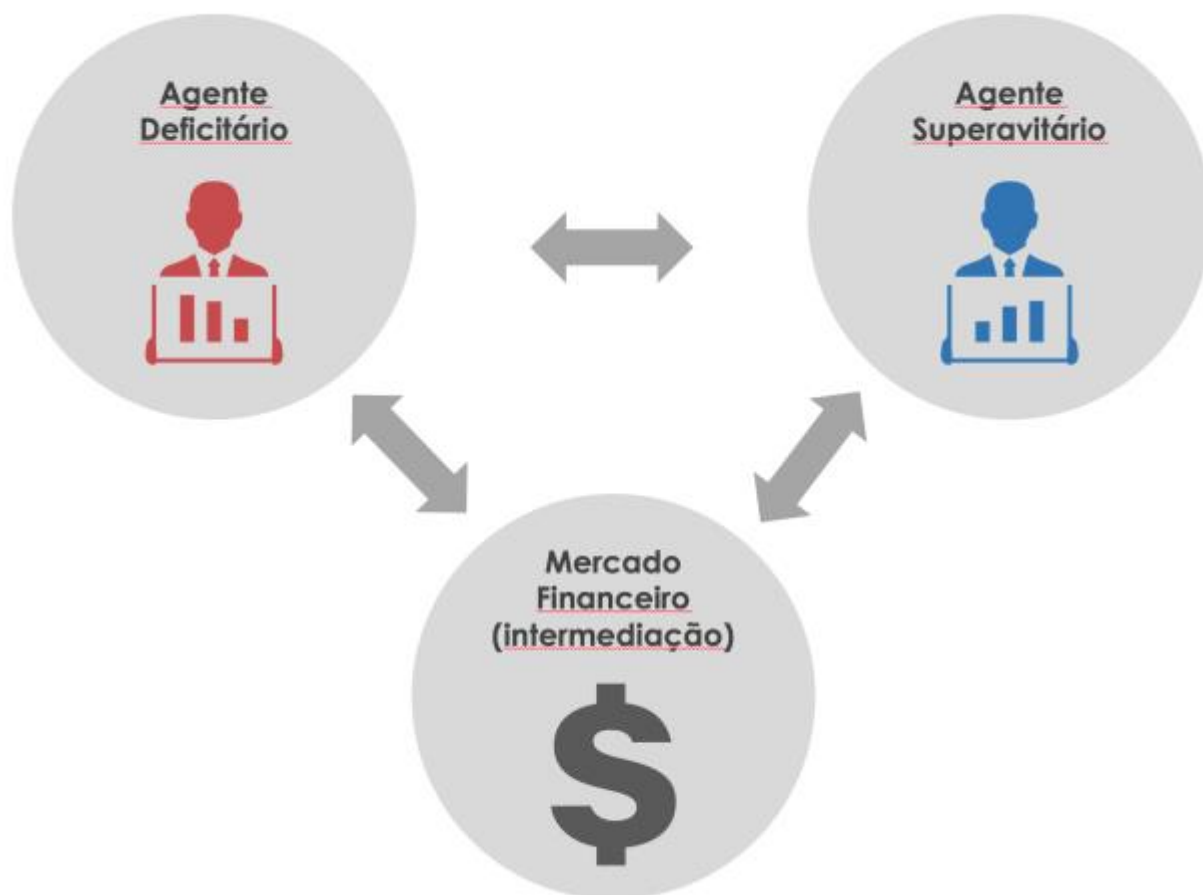 Agente
Deficitário
Agente
Superavitário
Mercado
Financeiro
(intermediação)
$